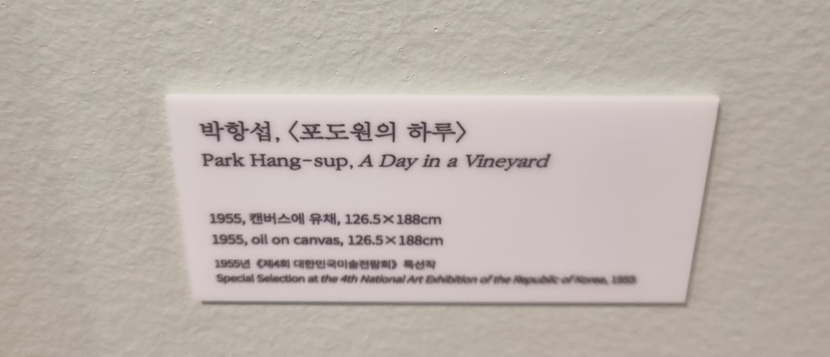 박항섭, 〈포도원의 하루〉
Park Hang-sup, A Day in a Vineyard
1955, 캔버스에 유채, 126.5×188cm
1955, oil on canvas, 126.5×188cm
1955년 《제4회 대한민국미술전람회》 특선작
Special Selection at the 4th National Art Exhibition of the Republic of Korea, 1955